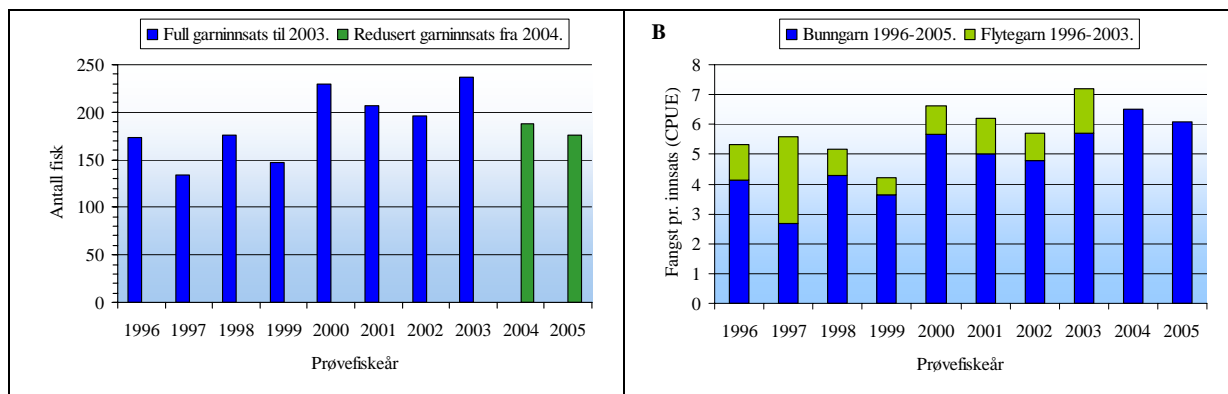 Full garninnsats til 2003. Redusert garninnsats fra 2004.
Antall fisk
250
200
150
100
50
0
1996 1997 1998 1999 2000 2001 2002 2003 2004 2005
Prøvefiskeår
B
Bunngarn 1996-2005. Flytegarn 1996-2003.
Fangst pr. innsats (CPUE)
8
7
6
5
4
3
2
1
0
1996 1997 1998 1999 2000 2001 2002 2003 2004 2005
Prøvefiskeår